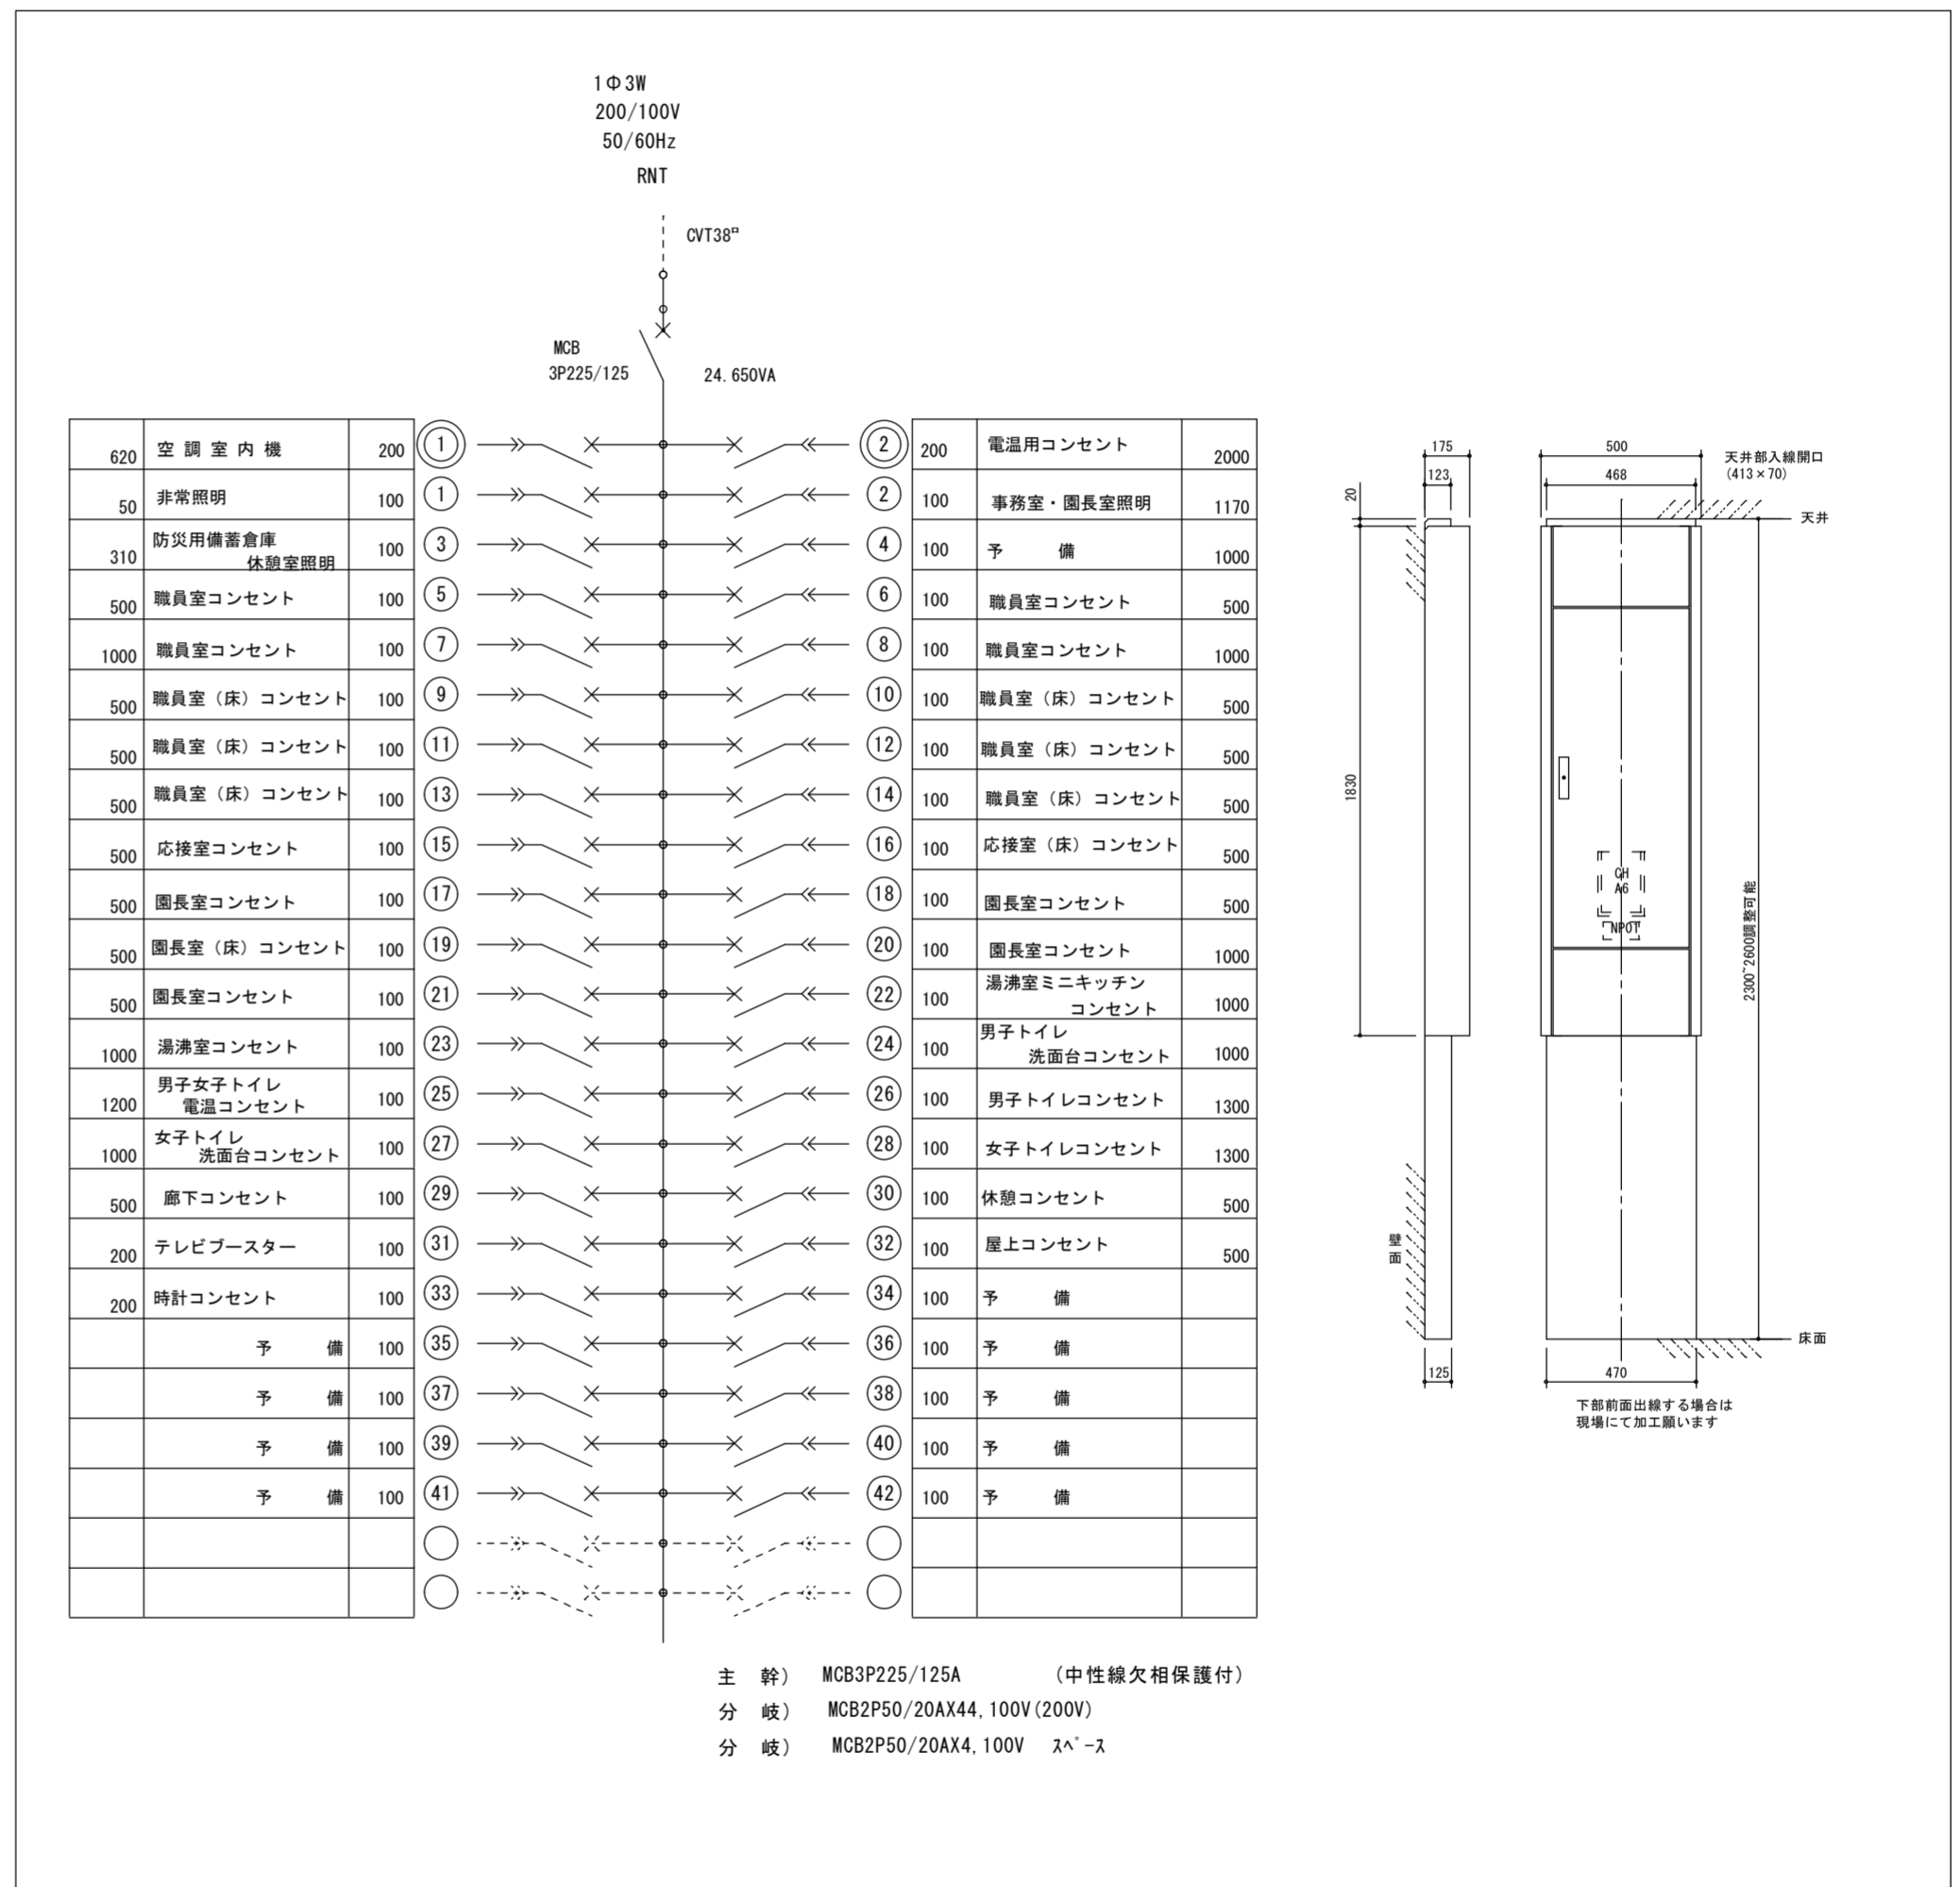 1Φ3W
200/100V
50/60Hz
RNT
CVT38□
MCB
3P225/125
24.650VA
620 空調室内機 200 1 2 200 電温用コンセント 2000
50 非常照明 100 1 2 100 事務室・園長室照明 1170
310 防災用備蓄倉庫
休憩室照明 100 3 4 100 予 備 1000
500 職員室コンセント 100 5 6 100 職員室コンセント 500
1000 職員室コンセント 100 7 8 100 職員室コンセント 1000
500 職員室（床）コンセント 100 9 10 100 職員室（床）コンセント 500
500 職員室（床）コンセント 100 11 12 100 職員室（床）コンセント 500
500 職員室（床）コンセント 100 13 14 100 職員室（床）コンセント 500
500 応接室コンセント 100 15 16 100 応接室（床）コンセント 500
500 園長室コンセント 100 17 18 100 園長室コンセント 500
500 園長室（床）コンセント 100 19 20 100 園長室コンセント 1000
500 園長室コンセント 100 21 22 100 湯沸室ミニキッチン
コンセント 1000
1000 湯沸室コンセント 100 23 24 100 男子トイレ
洗面台コンセント 1000
1200 男子女子トイレ
電温コンセント 100 25 26 100 男子トイレコンセント 1300
1000 女子トイレ
洗面台コンセント 100 27 28 100 女子トイレコンセント 1300
500 廊下コンセント 100 29 30 100 休憩コンセント 500
200 テレビブースター 100 31 32 100 屋上コンセント 500
200 時計コンセント 100 33 34 100 予 備
予 備 100 35 36 100 予 備
予 備 100 37 38 100 予 備
予 備 100 39 40 100 予 備
予 備 100 41 42 100 予 備
主 幹） MCB3P225/125A （中性線欠相保護付）
分 岐） MCB2P50/20AX44,100V(200V)
分 岐） MCB2P50/20AX4,100V ｽﾍﾟｰｽ
175
123
20
1830
壁
面
125
500
468
天井部入線開口
(413×70)
天井
CH
A6
NPOT
2300~2600調整可能
床面
470
下部前面出線する場合は
現場にて加工願います